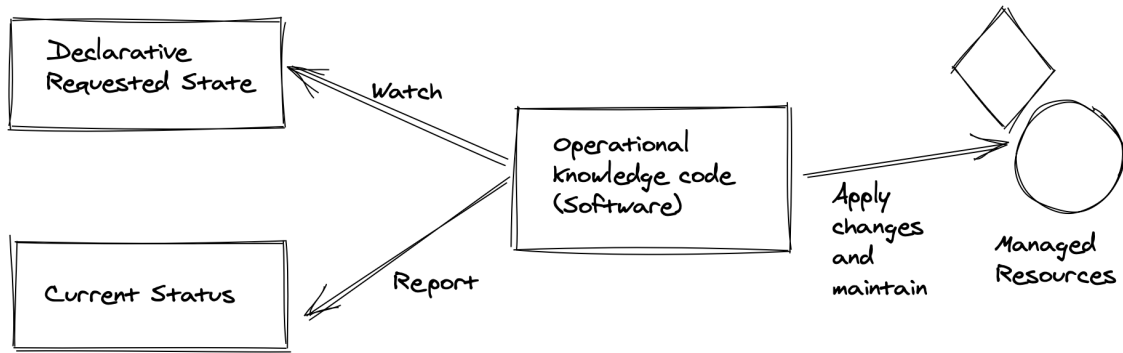 Declarative
Requested State
Watch
Operational
Knowledge code
(Software)
Apply
changes
and
maintain
Managed
Resources
Current Status
Report